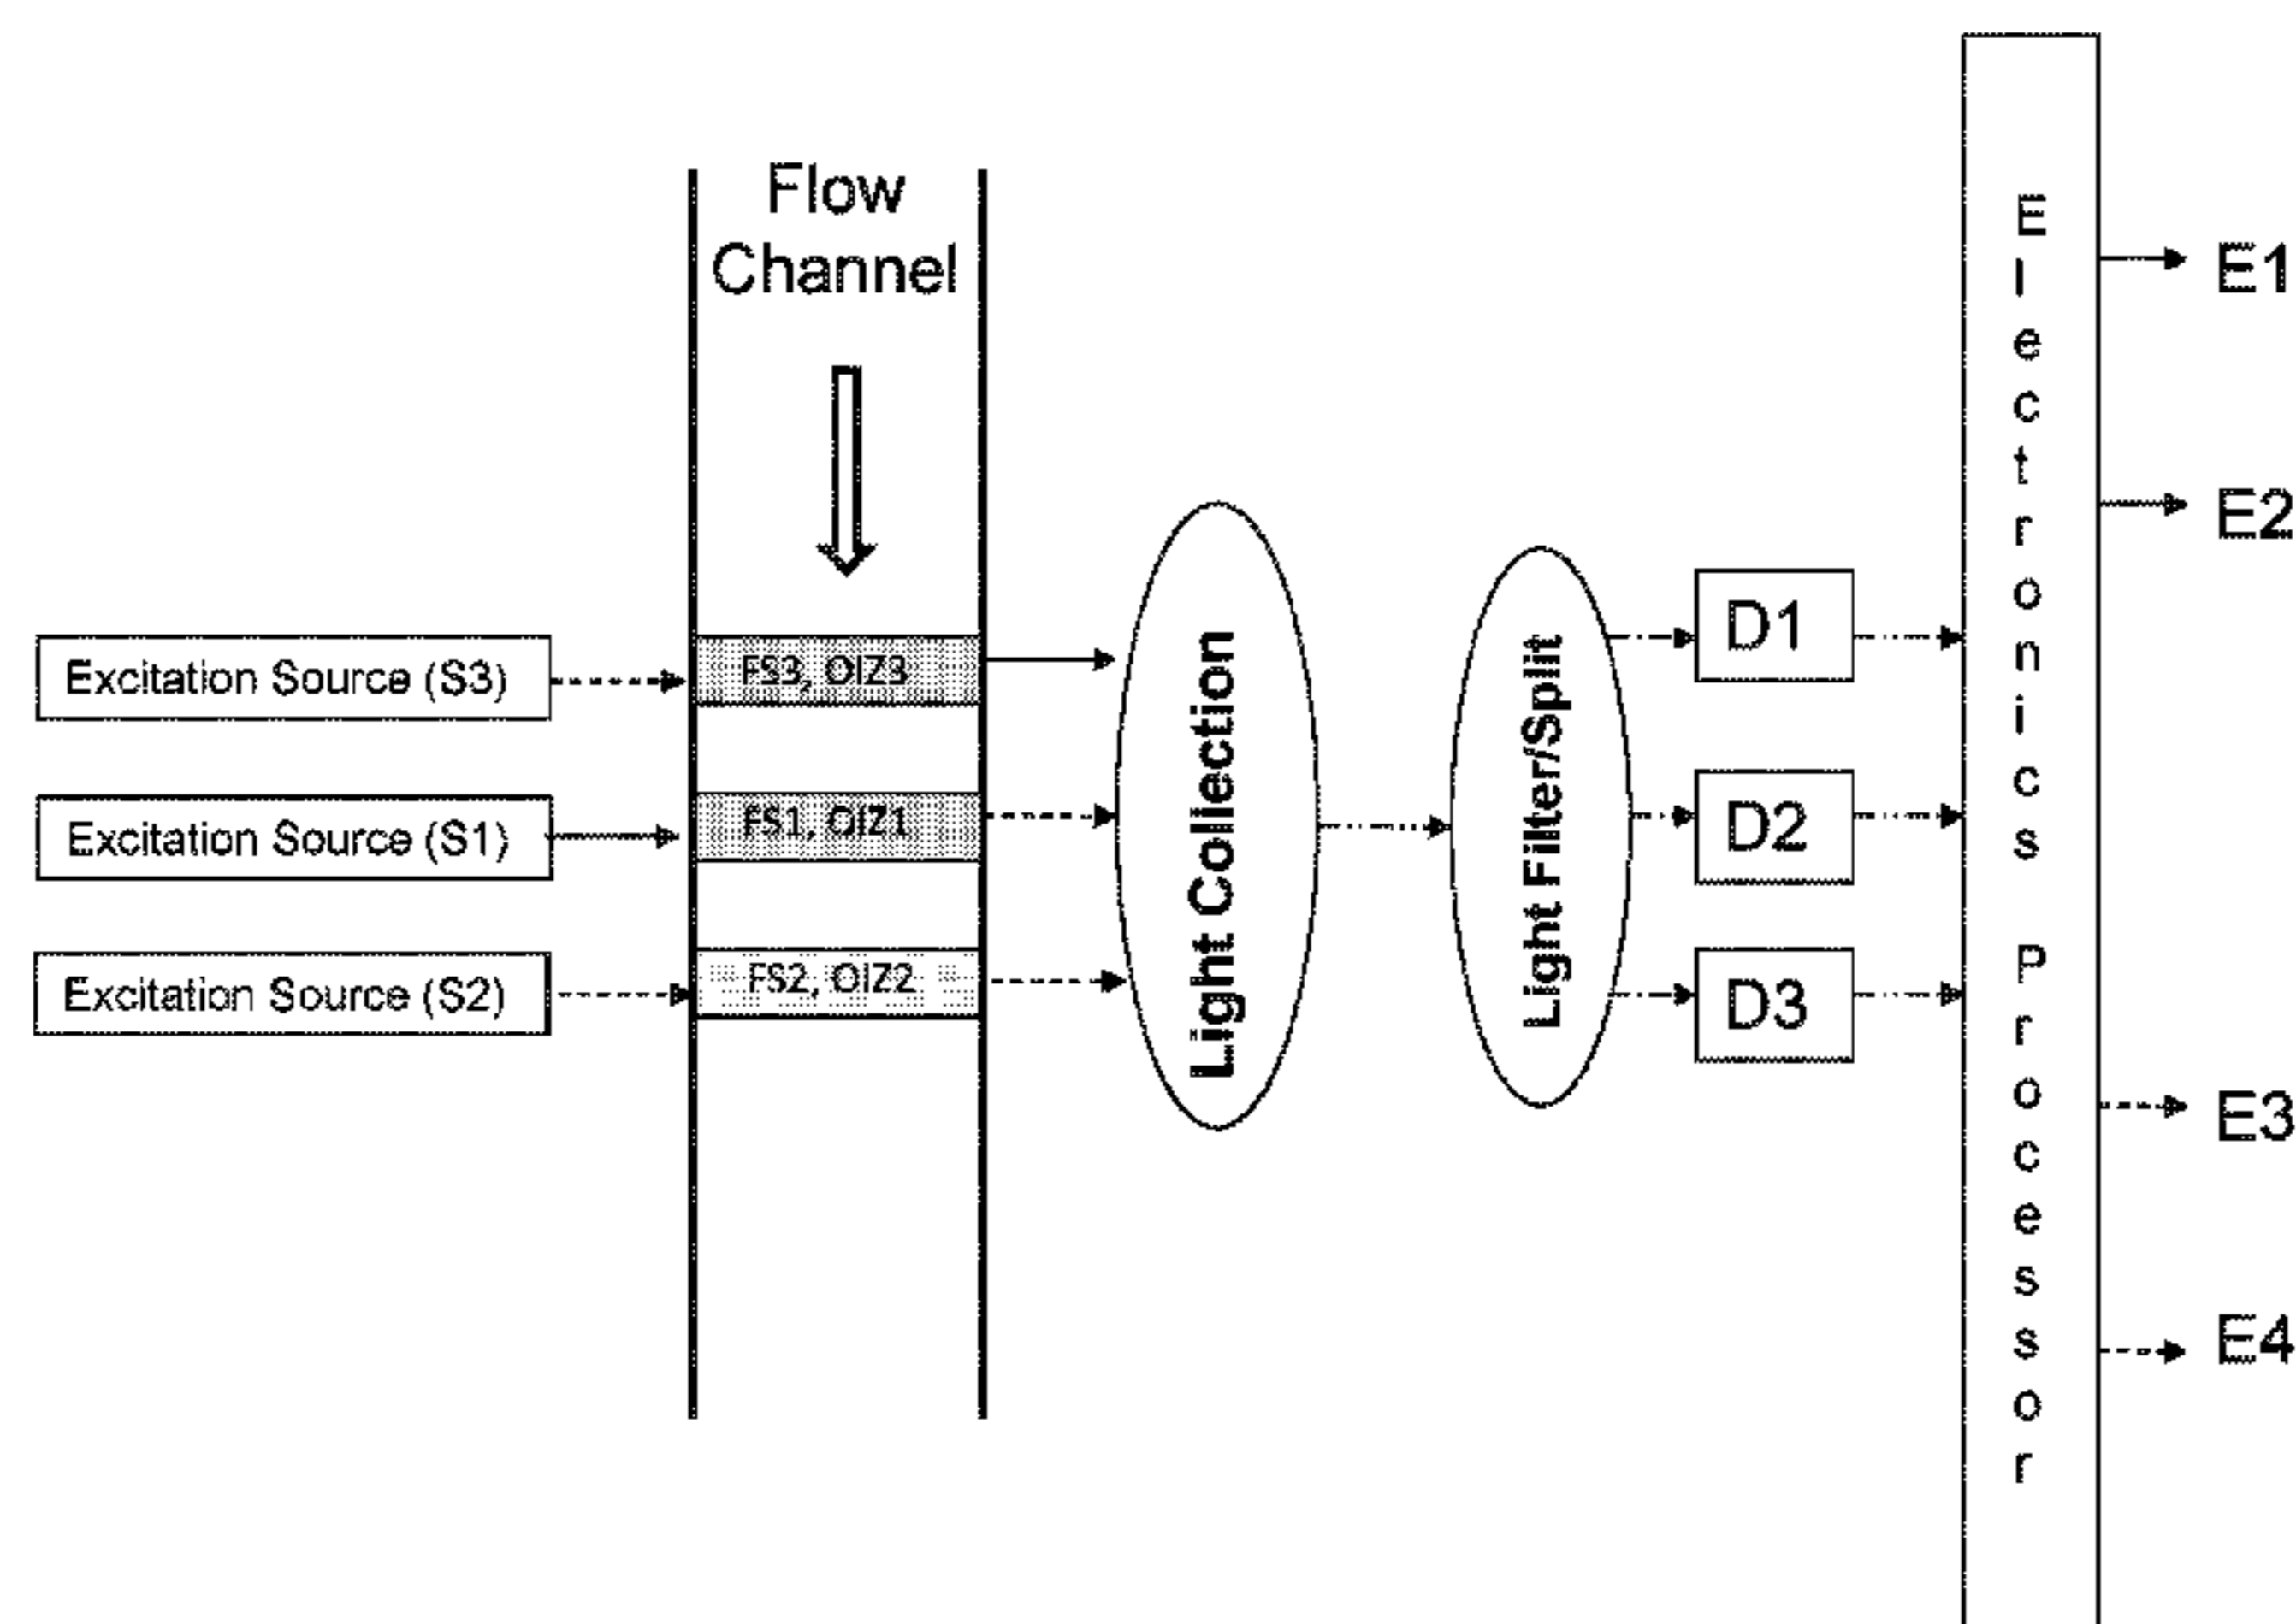 Flow
Channel
Excitation Source (S3)
FS3, OIZ3
Excitation Source (S1)
FS1, OIZ1
Excitation Source (S2)
FS2, OIZ2
Light Collection
Light Filter/Split
D1
D2
D3
Electronics Processor
E1
E2
E3
E4